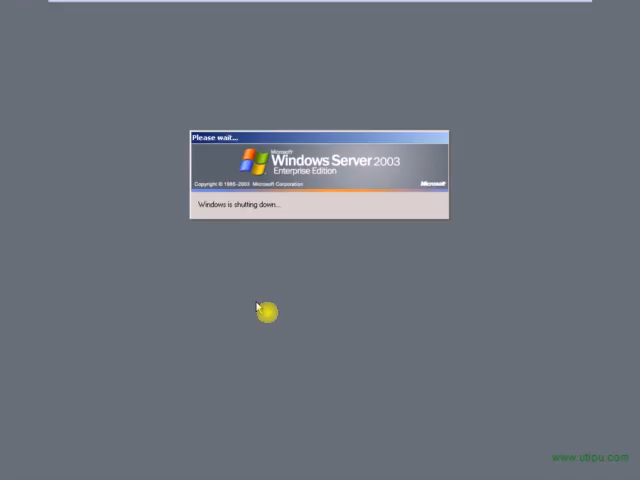 Please wait...
Microsoft
Windows Server 2003
Enterprise Edition
Copyright © 1985-2003 Microsoft Corporation
Microsoft
Windows is shutting down...
www.utipu.com